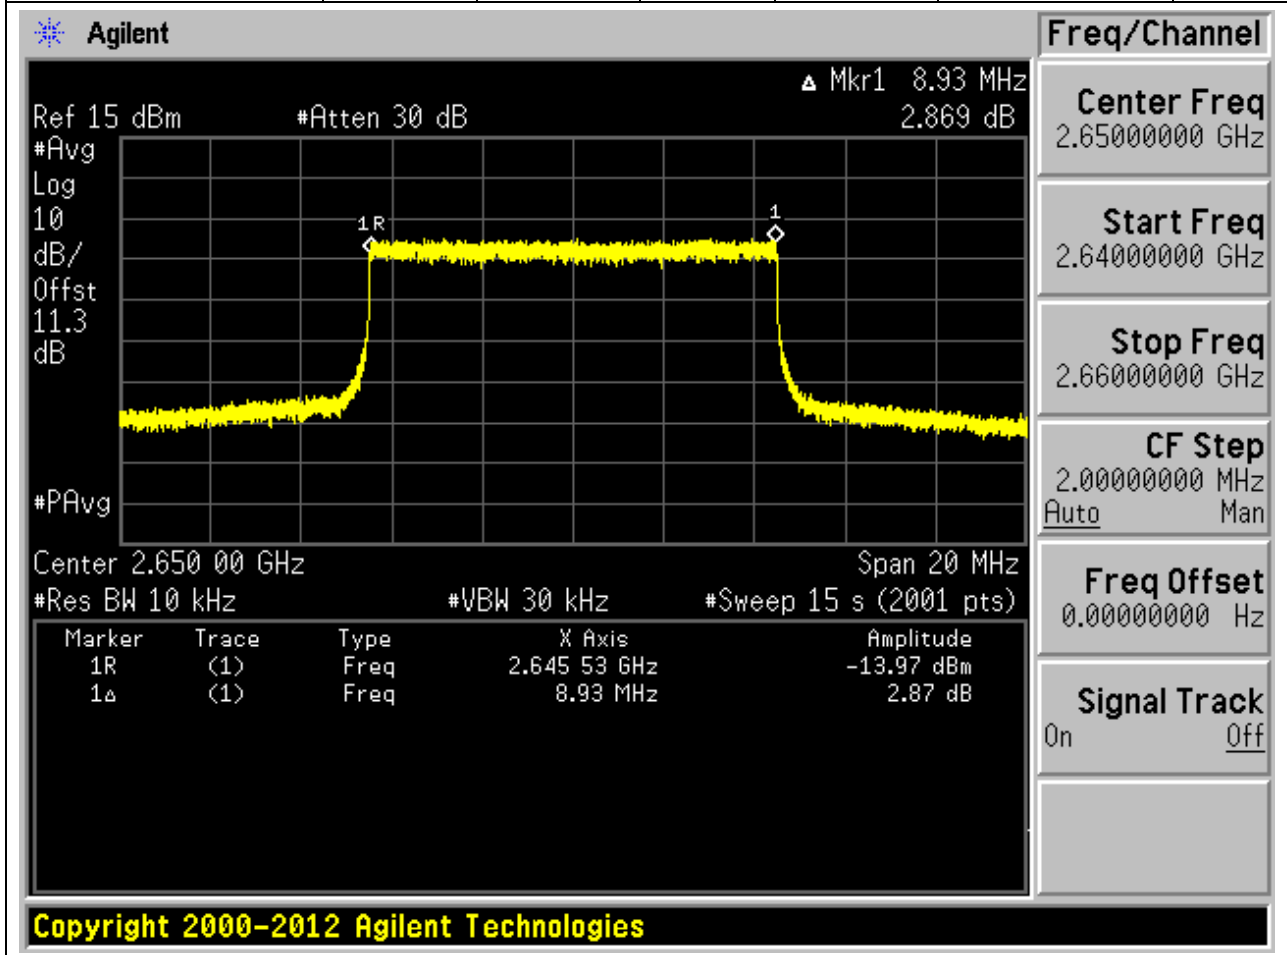 Agilent
Freq/Channel
▵ Mkr1 8.93 MHz
Ref 15 dBm #Atten 30 dB 2.869 dB
#Avg
Log
10
dB/
Offst
11.3
dB
1R
1
#PAvg
Center 2.650 00 GHz Span 20 MHz
#Res BW 10 kHz #VBW 30 kHz #Sweep 15 s (2001 pts)
Marker Trace Type X Axis Amplitude
1R (1) Freq 2.645 53 GHz -13.97 dBm
1▵ (1) Freq 8.93 MHz 2.87 dB
Center Freq
2.65000000 GHz
Start Freq
2.64000000 GHz
Stop Freq
2.66000000 GHz
CF Step
2.00000000 MHz
Auto Man
Freq Offset
0.00000000 Hz
Signal Track
On Off
Copyright 2000-2012 Agilent Technologies